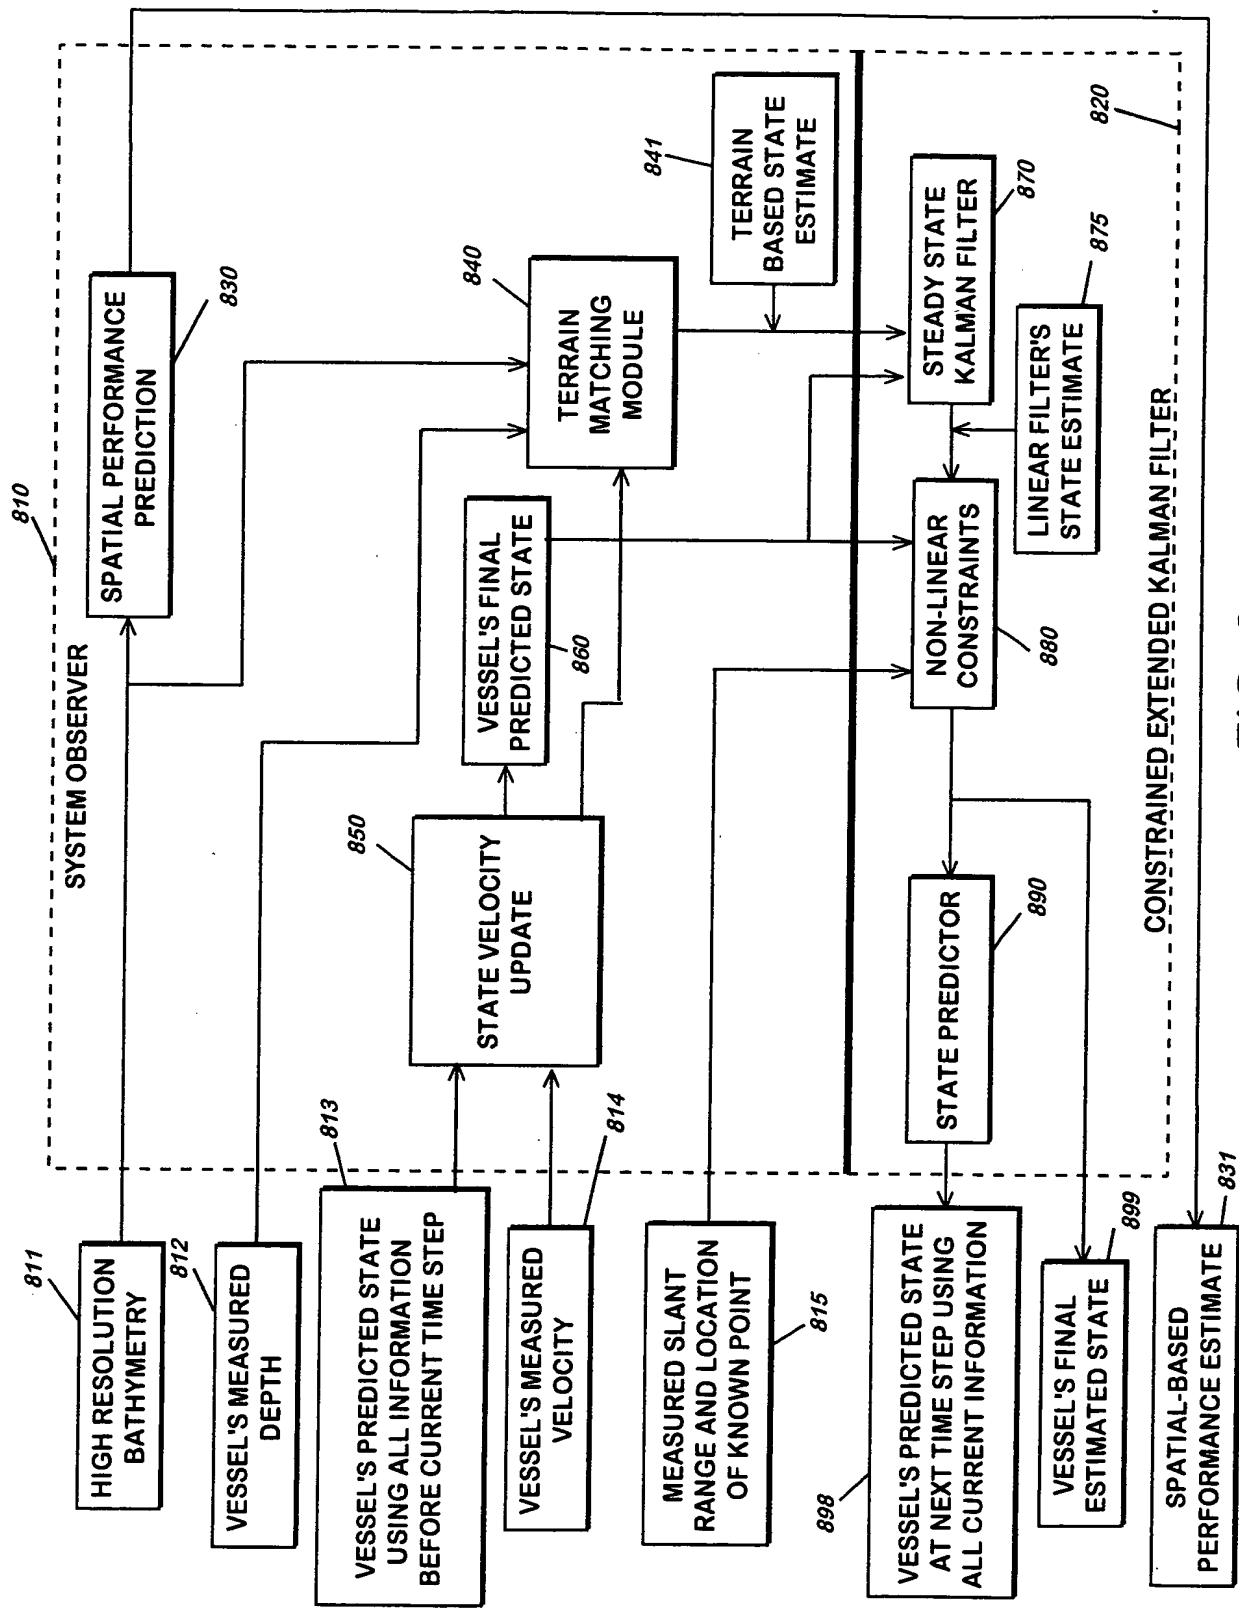 810
SYSTEM OBSERVER
811
HIGH RESOLUTION
BATHYMETRY
SPATIAL PERFORMANCE
PREDICTION
830
812
VESSEL'S MEASURED
DEPTH
813
VESSEL'S PREDICTED STATE
USING ALL INFORMATION
BEFORE CURRENT TIME STEP
850
STATE VELOCITY
UPDATE
VESSEL'S FINAL
PREDICTED STATE
860
840
TERRAIN
MATCHING
MODULE
841
TERRAIN
BASED STATE
ESTIMATE
VESSEL'S MEASURED
VELOCITY
814
MEASURED SLANT
RANGE AND LOCATION
OF KNOWN POINT
815
898
VESSEL'S PREDICTED STATE
AT NEXT TIME STEP USING
ALL CURRENT INFORMATION
STATE PREDICTOR
890
NON-LINEAR
CONSTRAINTS
880
STEADY STATE
KALMAN FILTER
870
LINEAR FILTER'S
STATE ESTIMATE
875
820
VESSEL'S FINAL
ESTIMATED STATE
899
CONSTRAINED EXTENDED KALMAN FILTER
SPATIAL-BASED
PERFORMANCE ESTIMATE
831